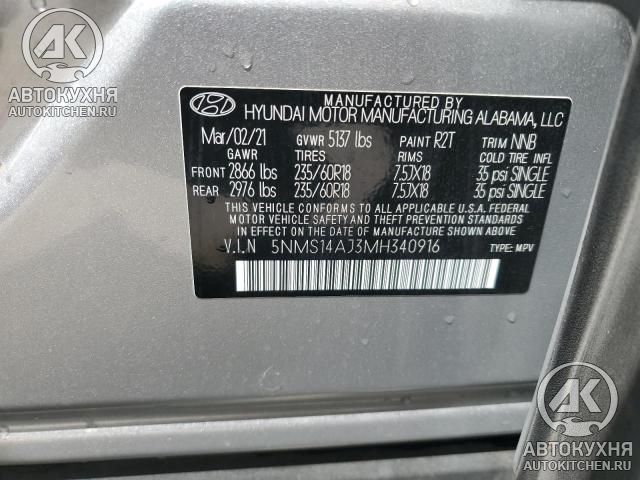 АК
АВТОКУХНЯ
AUTOKITCHEN.RU
MANUFACTURED BY
HYUNDAI MOTOR MANUFACTURING ALABAMA, LLC
Mar/02/21 GVWR 5137 lbs PAINT R2T TRIM NNB
GAWR TIRES RIMS COLD TIRE INFL
FRONT 2866 lbs 235/60R18 7.5JX18 35 psi SINGLE
REAR 2976 lbs 235/60R18 7.5JX18 35 psi SINGLE
THIS VEHICLE CONFORMS TO ALL APPLICABLE U.S.A. FEDERAL
MOTOR VEHICLE SAFETY AND THEFT PREVENTION STANDARDS
IN EFFECT ON THE DATE OF MANUFACTURE SHOWN ABOVE.
V.I.N 5NMS14AJ3MH340916 TYPE: MPV
АК
АВТОКУХНЯ
AUTOKITCHEN.RU